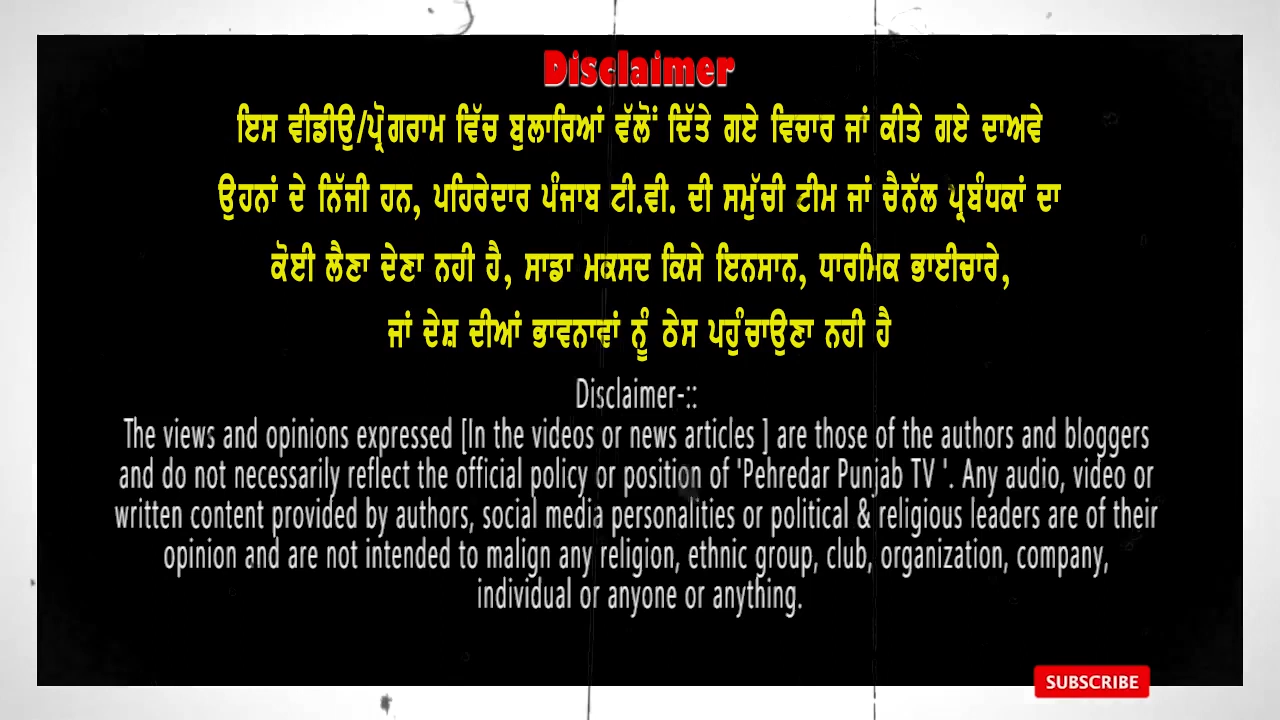 Disclaimer
ਇਸ ਵੀਡੀਉ/ਪ੍ਰੋਗਰਾਮ ਵਿੱਚ ਬੁਲਾਰਿਆਂ ਵੱਲੋਂ ਦਿੱਤੇ ਗਏ ਵਿਚਾਰ ਜਾਂ ਕੀਤੇ ਗਏ ਦਾਅਵੇ
ਉਹਨਾਂ ਦੇ ਨਿੱਜੀ ਹਨ, ਪਹਿਰੇਦਾਰ ਪੰਜਾਬ ਟੀ.ਵੀ. ਦੀ ਸਮੁੱਚੀ ਟੀਮ ਜਾਂ ਚੈਨੱਲ ਪ੍ਰਬੰਧਕਾਂ ਦਾ
ਕੋਈ ਲੈਣਾ ਦੇਣਾ ਨਹੀ ਹੈ, ਸਾਡਾ ਮਕਸਦ ਕਿਸੇ ਇਨਸਾਨ, ਧਾਰਮਿਕ ਭਾਈਚਾਰੇ,
ਜਾਂ ਦੇਸ਼ ਦੀਆਂ ਭਾਵਨਾਵਾਂ ਨੂੰ ਠੇਸ ਪਹੁੰਚਾਉਣਾ ਨਹੀ ਹੈ
Disclaimer-::
The views and opinions expressed [In the videos or news articles ] are those of the authors and bloggers
and do not necessarily reflect the official policy or position of 'Pehredar Punjab TV '. Any audio, video or
written content provided by authors, social media personalities or political & religious leaders are of their
opinion and are not intended to malign any religion, ethnic group, club, organization, company,
individual or anyone or anything.
SUBSCRIBE